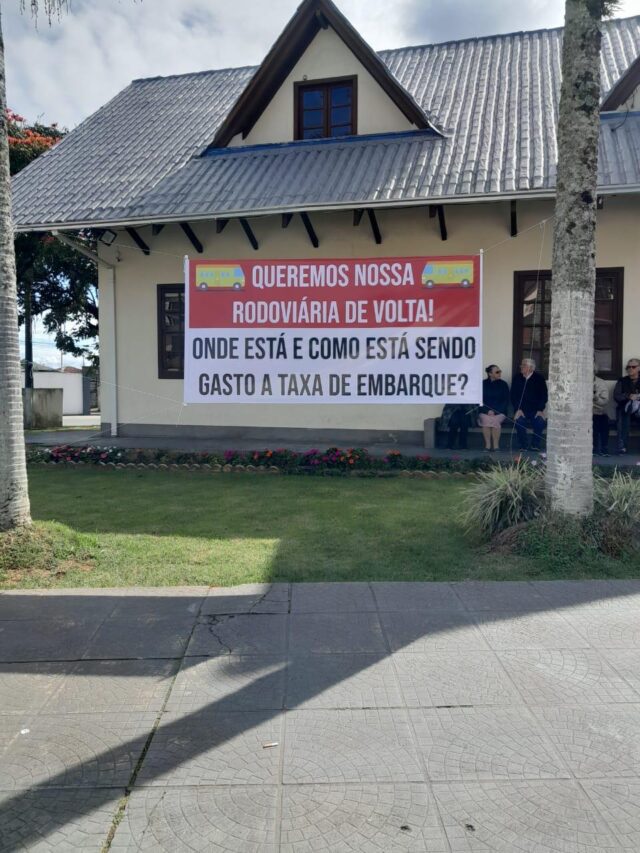 QUEREMOS NOSSA
RODOVIÁRIA DE VOLTA!
ONDE ESTÁ E COMO ESTÁ SENDO
GASTO A TAXA DE EMBARQUE?